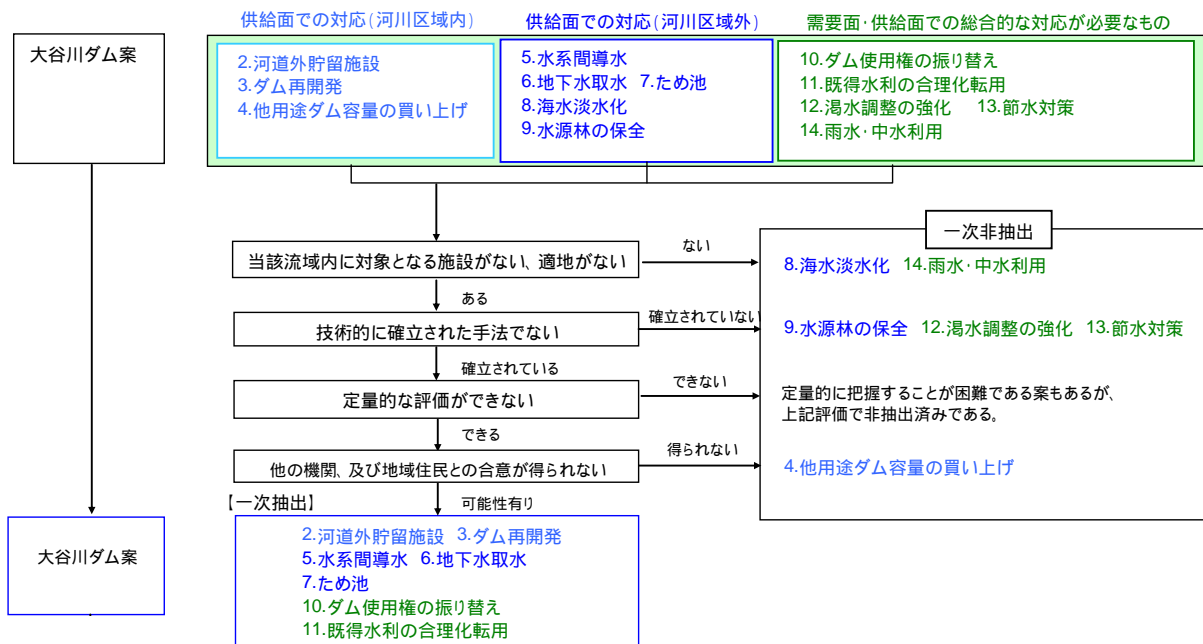 供給面での対応(河川区域内)
供給面での対応(河川区域外)
需要面・供給面での総合的な対応が必要なもの
大谷川ダム案
2.河道外貯留施設
3.ダム再開発
4.他用途ダム容量の買い上げ
5.水系間導水
6.地下水取水 7.ため池
8.海水淡水化
9.水源林の保全
10.ダム使用権の振り替え
11.既得水利の合理化転用
12.渇水調整の強化 13.節水対策
14.雨水・中水利用
一次非抽出
当該流域内に対象となる施設がない、適地がない
ない
8.海水淡水化 14.雨水・中水利用
ある
技術的に確立された手法でない
確立されていない
9.水源林の保全 12.渇水調整の強化 13.節水対策
確立されている
定量的な評価ができない
できない
定量的に把握することが困難である案もあるが、
上記評価で非抽出済みである。
できる
他の機関、及び地域住民との合意が得られない
得られない
4.他用途ダム容量の買い上げ
【一次抽出】
可能性有り
大谷川ダム案
2.河道外貯留施設 3.ダム再開発
5.水系間導水 6.地下水取水
7.ため池
10.ダム使用権の振り替え
11.既得水利の合理化転用